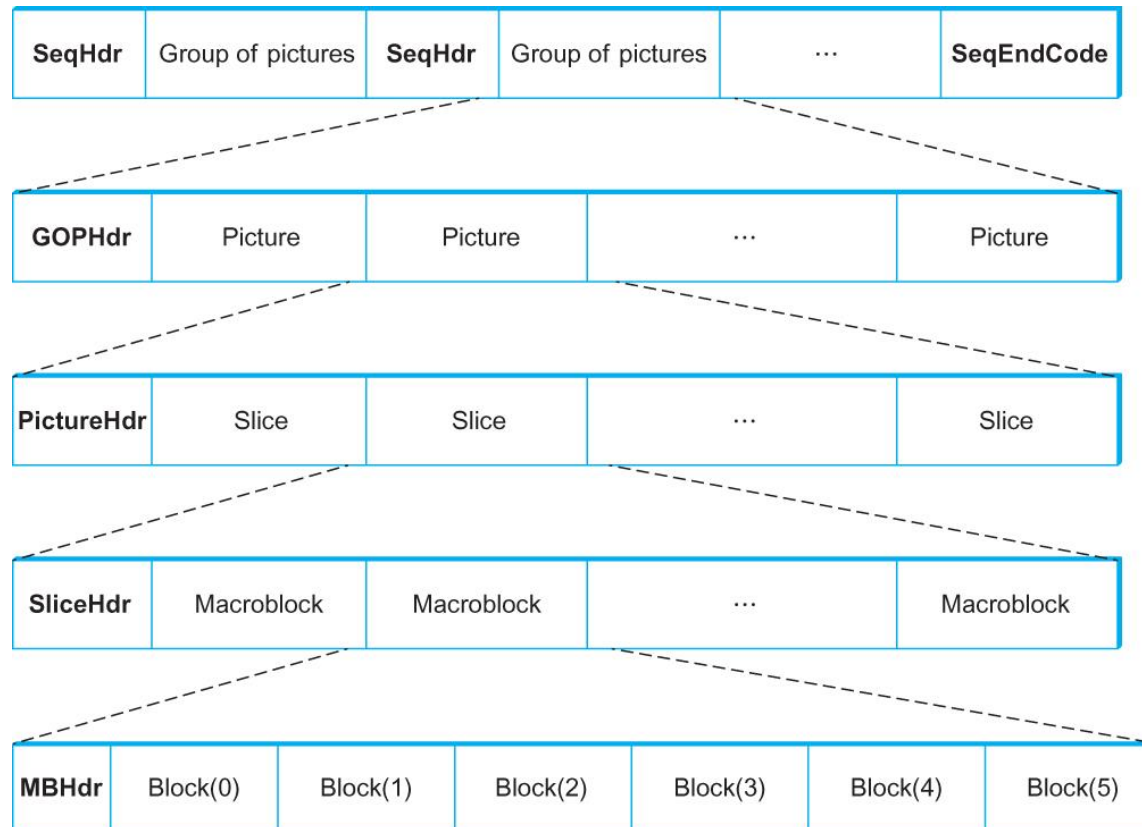 SeqHdr Group of pictures SeqHdr Group of pictures ... SeqEndCode
GOPHdr Picture Picture ... Picture
PictureHdr Slice Slice ... Slice
SliceHdr Macroblock Macroblock ... Macroblock
MBHdr Block(0) Block(1) Block(2) Block(3) Block(4) Block(5)